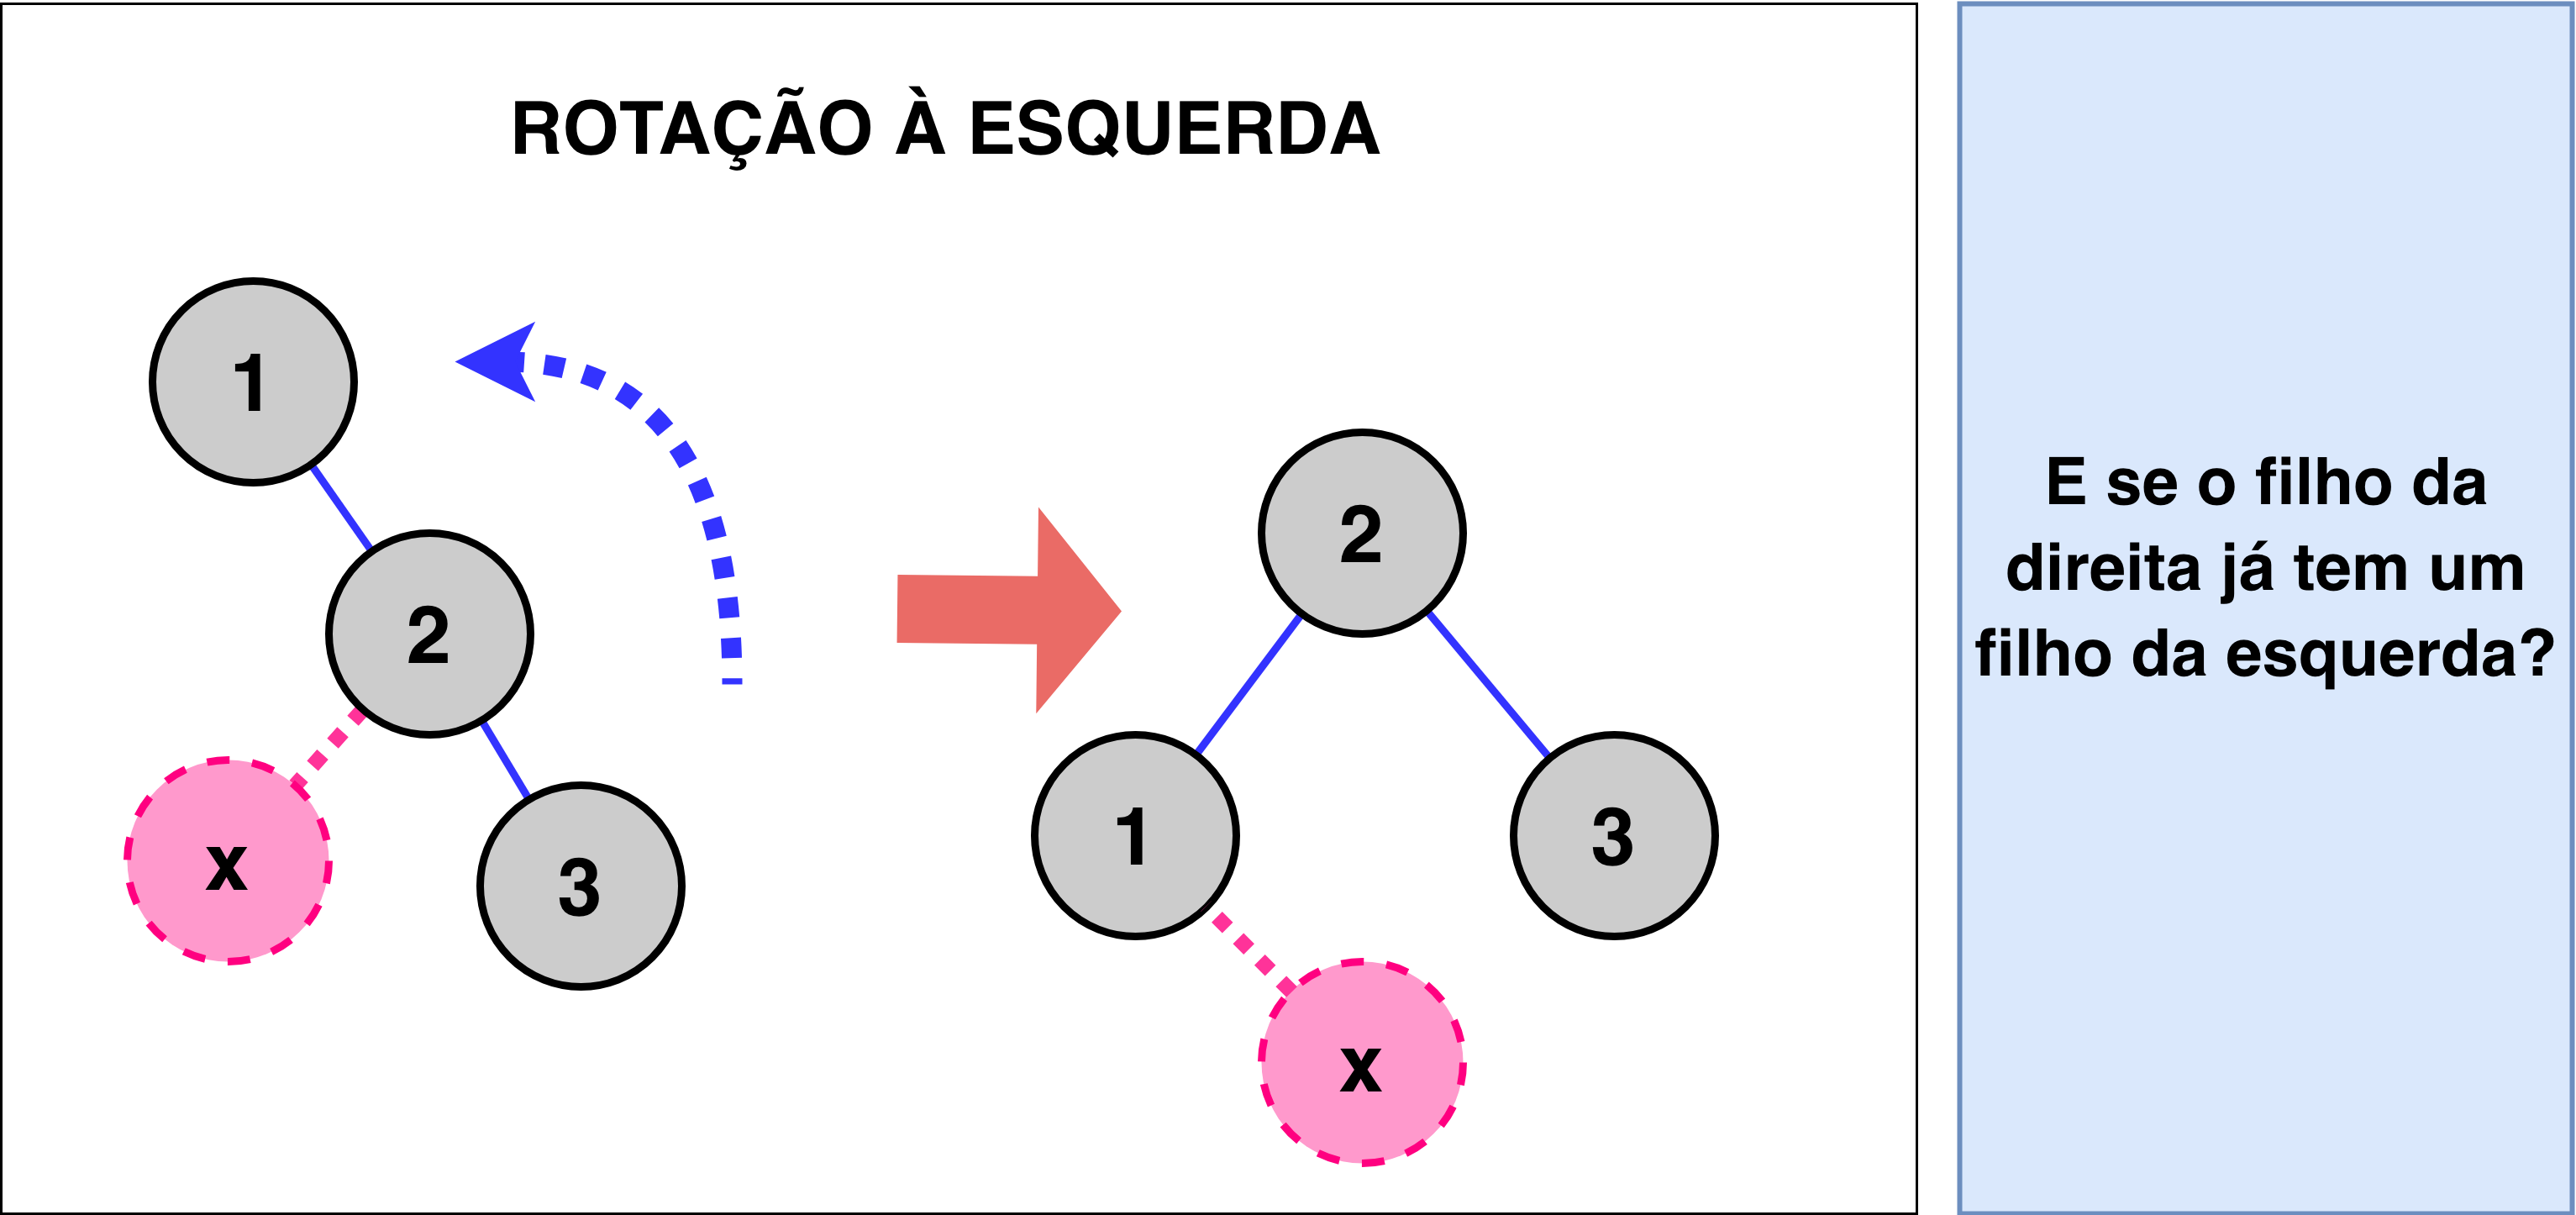 ROTAÇÃO À ESQUERDA
1
2
x
3
2
1
3
x
E se o filho da
direita já tem um
filho da esquerda?